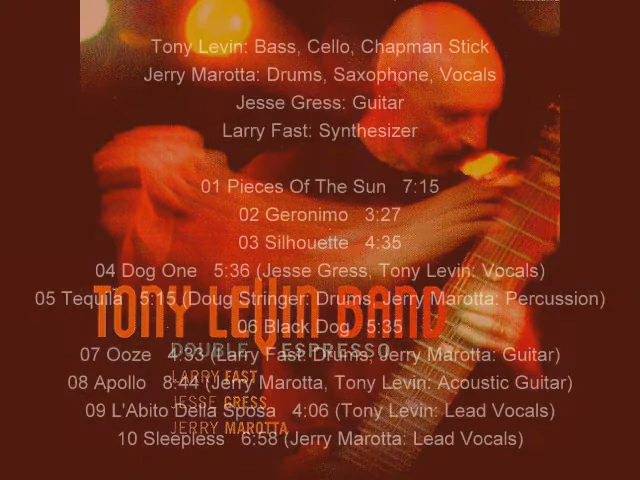 Tony Levin: Bass, Cello, Chapman Stick
Jerry Marotta: Drums, Saxophone, Vocals
Jesse Gress: Guitar
Larry Fast: Synthesizer
01 Pieces Of The Sun 7:15
02 Geronimo 3:27
03 Silhouette 4:35
04 Dog One 5:36 (Jesse Gress, Tony Levin: Vocals)
05 Tequila 5:15 (Doug Stringer: Drums, Jerry Marotta: Percussion)
TONY LEVIN BAND
06 Black Dog 5:35
DOUBLE ESPRESSO
07 Ooze 4:33 (Larry Fast: Drums, Jerry Marotta: Guitar)
LARRY FAST
08 Apollo 8:44 (Jerry Marotta, Tony Levin: Acoustic Guitar)
JESSE GRESS
09 L'Abito Della Sposa 4:06 (Tony Levin: Lead Vocals)
JERRY MAROTTA
10 Sleepless 6:58 (Jerry Marotta: Lead Vocals)